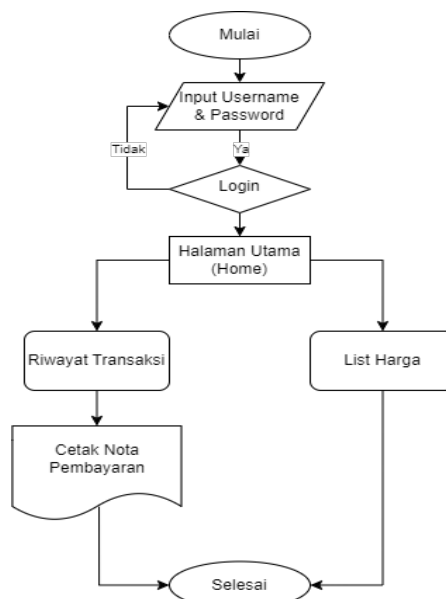 Mulai
Input Username
& Password
Tidak
Ya
Login
Halaman Utama
(Home)
Riwayat Transaksi
List Harga
Cetak Nota
Pembayaran
Selesai